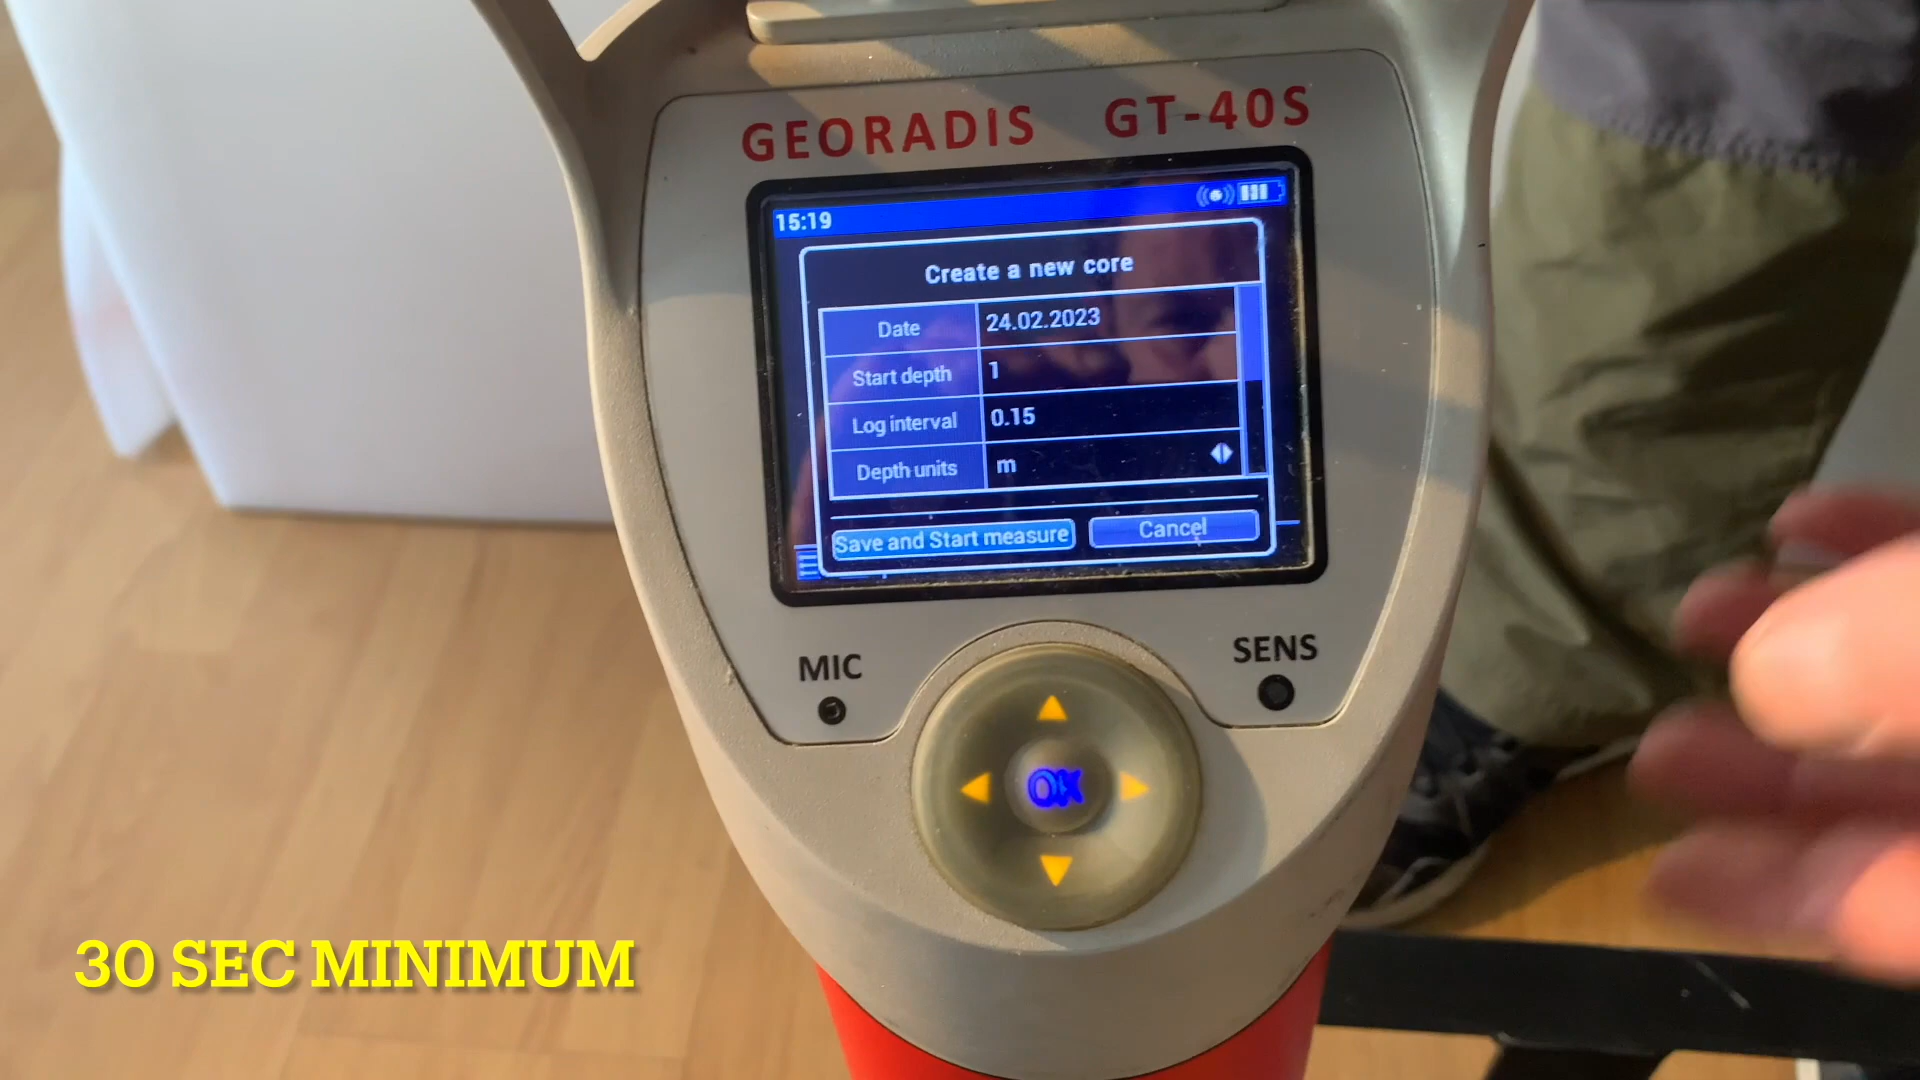 GEORADIS GT-40S
15:19
Create a new core
Date 24.02.2023
Start depth 1
Log interval 0.15
Depth units m
Save and Start measure Cancel
MIC SENS
OK
30 SEC MINIMUM